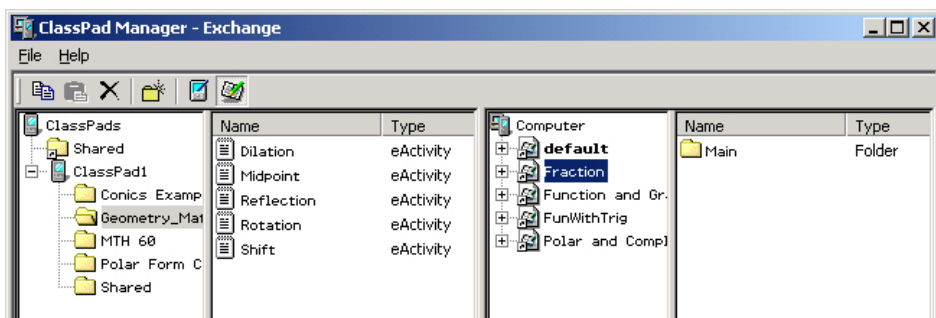 ClassPad Manager - Exchange
File Help
ClassPads
Shared
ClassPad1
Conics Examp
Geometry_Mat
MTH 60
Polar Form C
Shared
Name Type
Dilation eActivity
Midpoint eActivity
Reflection eActivity
Rotation eActivity
Shift eActivity
Computer
default
Fraction
Function and Gr.
FunWithTrig
Polar and Compl
Name Type
Main Folder